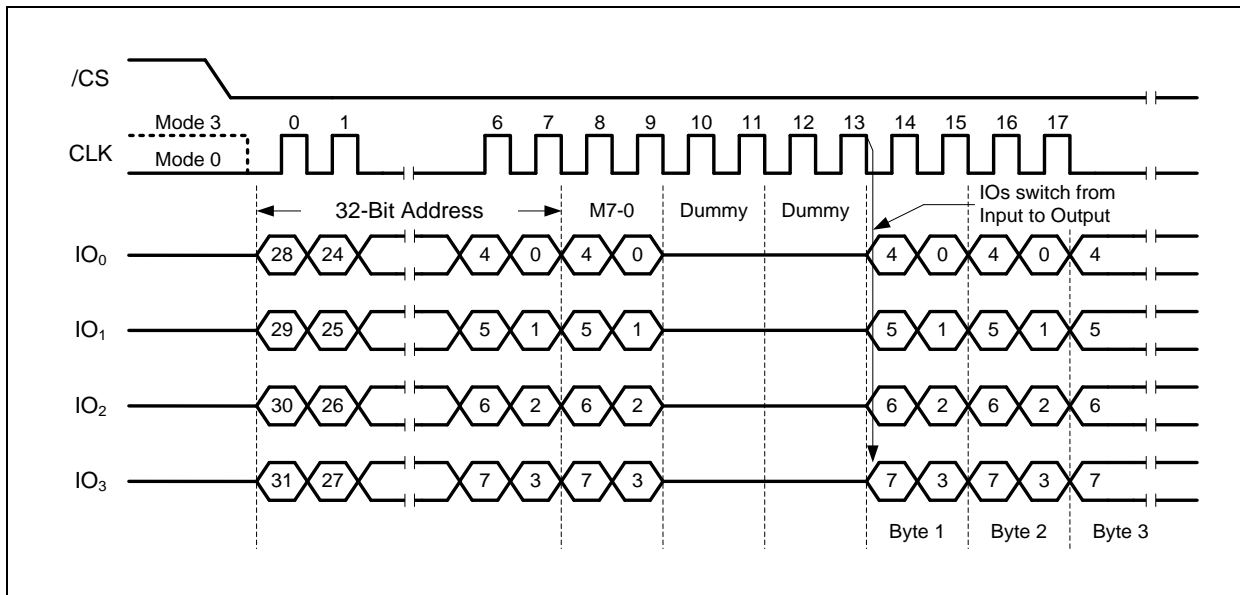 /CS
Mode 3 0 1 6 7 8 9 10 11 12 13 14 15 16 17
CLK
Mode 0
32-Bit Address M7-0 Dummy Dummy IOs switch from
Input to Output
IO0 28 24 4 0 4 0 4 0 4 0 4
IO1 29 25 5 1 5 1 5 1 5 1 5
IO2 30 26 6 2 6 2 6 2 6 2 6
IO3 31 27 7 3 7 3 7 3 7 3 7
Byte 1 Byte 2 Byte 3